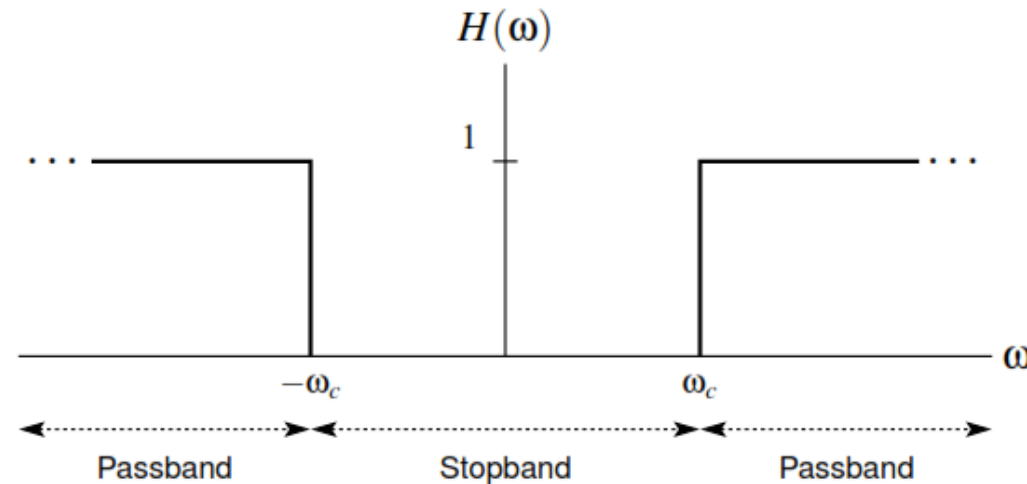 H(ω)
1
··· ···
ω
−ω_c ω_c
Passband Stopband Passband